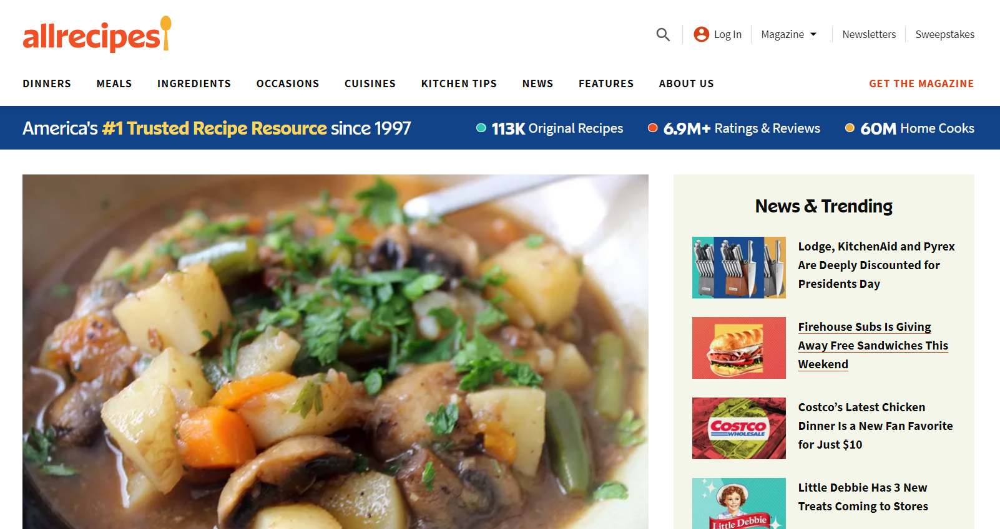 allrecipes
Log In
Magazine
Newsletters
Sweepstakes
DINNERS
MEALS
INGREDIENTS
OCCASIONS
CUISINES
KITCHEN TIPS
NEWS
FEATURES
ABOUT US
GET THE MAGAZINE
America's #1 Trusted Recipe Resource since 1997
113K Original Recipes
6.9M+ Ratings & Reviews
60M Home Cooks
News & Trending
Lodge, KitchenAid and Pyrex
Are Deeply Discounted for
Presidents Day
Firehouse Subs Is Giving
Away Free Sandwiches This
Weekend
COSTCO
WHOLESALE
Costco’s Latest Chicken
Dinner Is a New Fan Favorite
for Just $10
Little Debbie
Little Debbie Has 3 New
Treats Coming to Stores